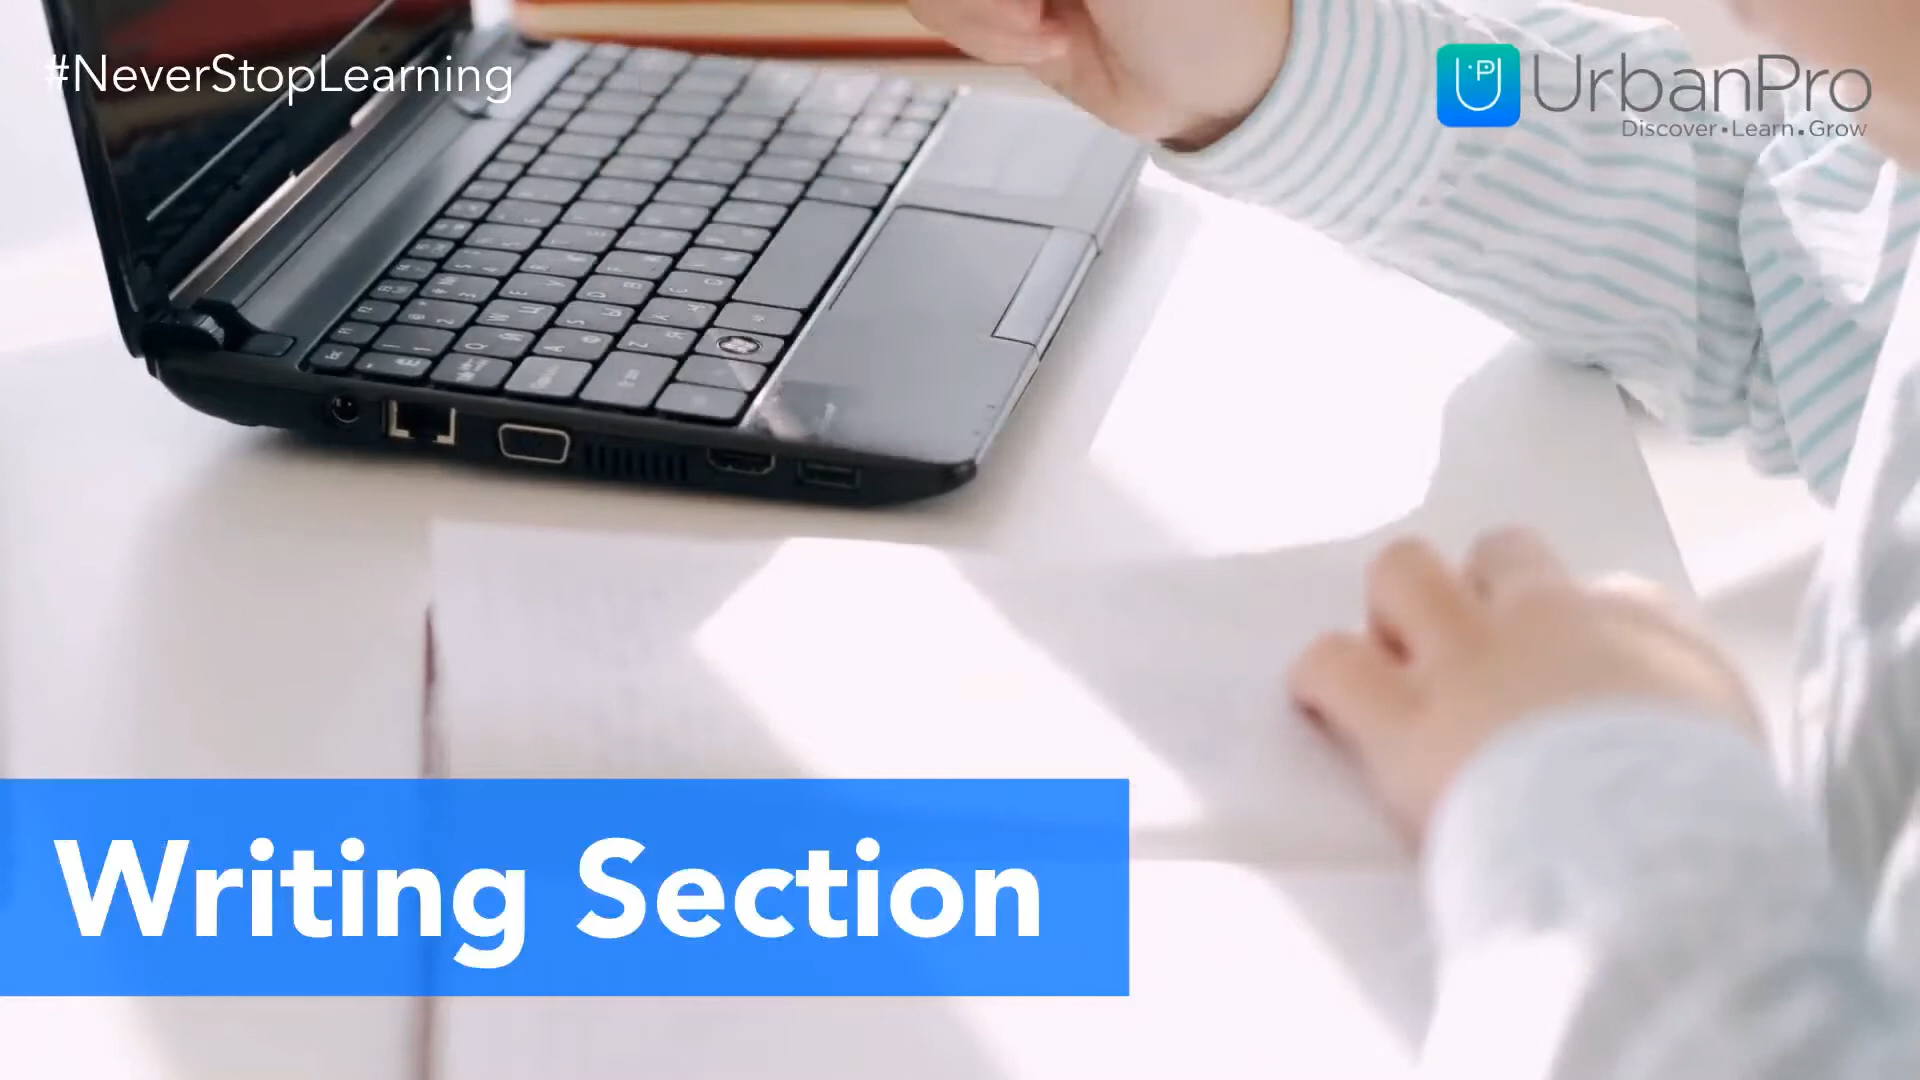 #NeverStopLearning
UrbanPro
Discover • Learn • Grow
Writing Section